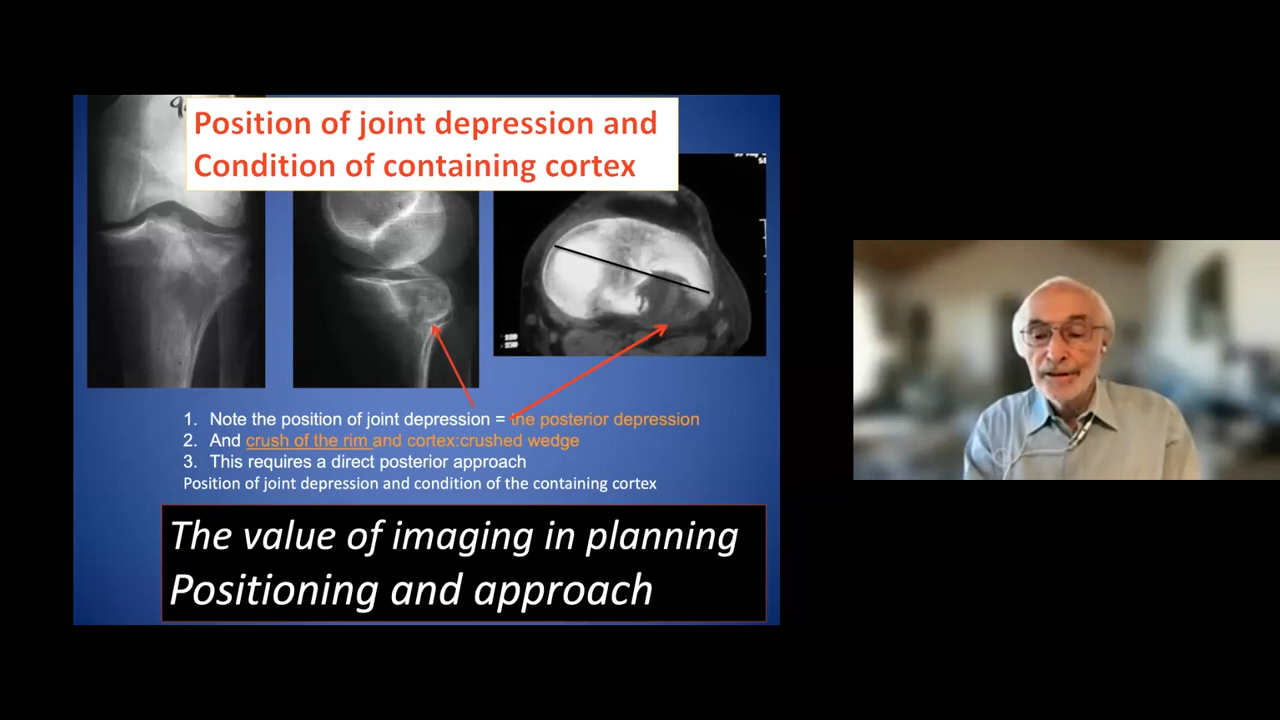 Position of joint depression and
Condition of containing cortex
1. Note the position of joint depression = the posterior depression
2. And crush of the rim and cortex:crushed wedge
3. This requires a direct posterior approach
Position of joint depression and condition of the containing cortex
The value of imaging in planning
Positioning and approach